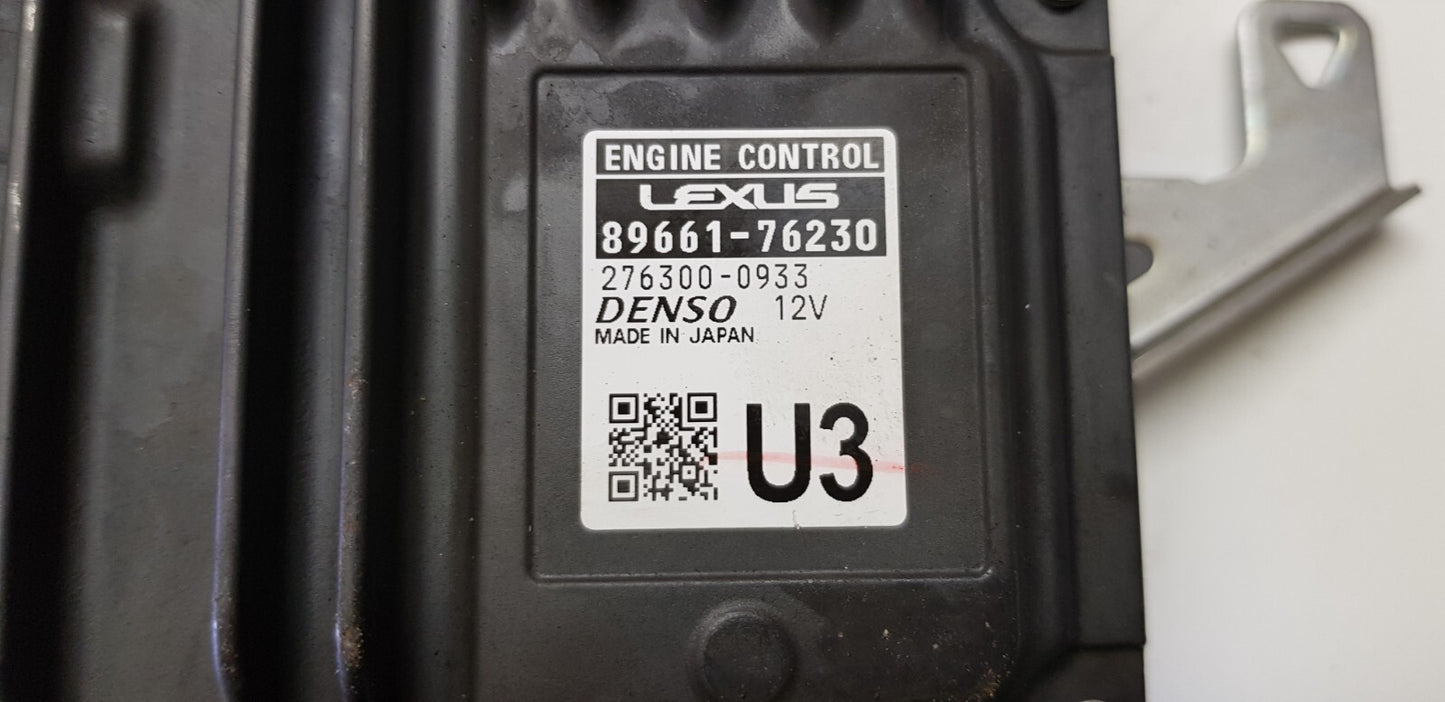 ENGINE CONTROL
LEXUS
89661-76230
276300-0933
DENSO 12V
MADE IN JAPAN
U3